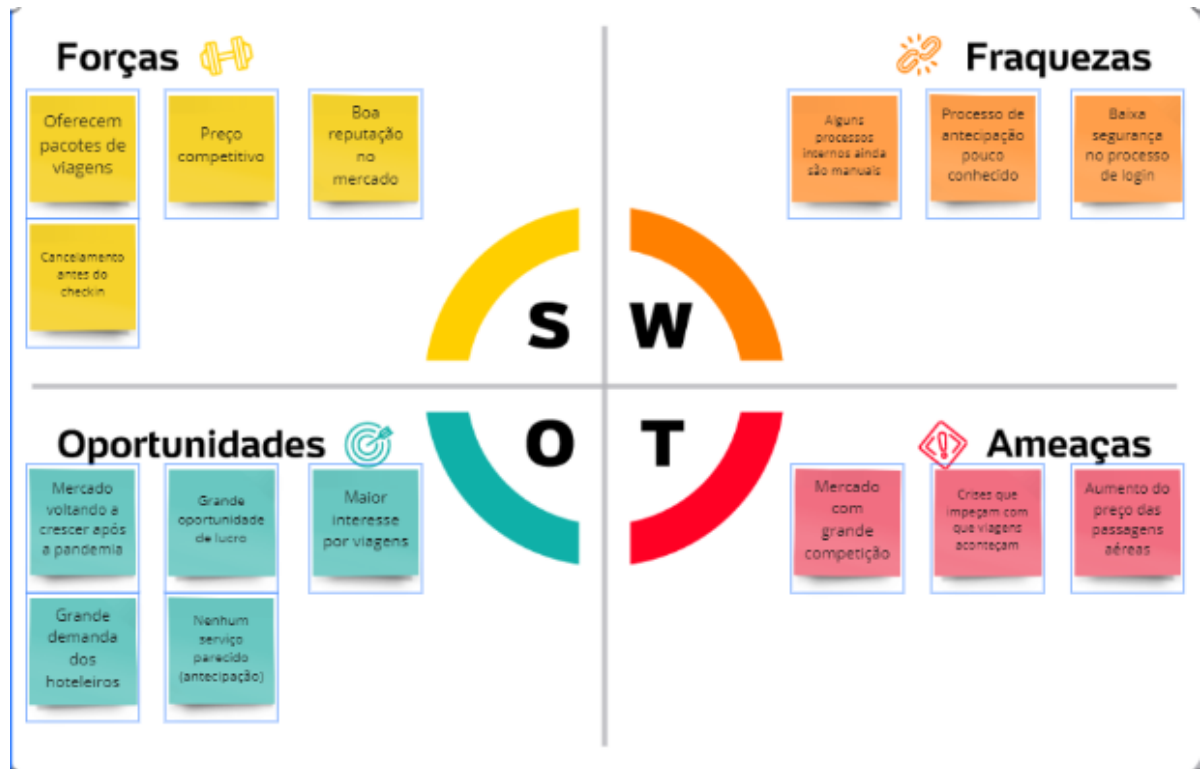 Forças
Oferecem
pacotes de
viagens
Preço
competitivo
Boa
reputação
no
mercado
Cancelamento
antes do
checkin
Fraquezas
Alguns
processos
internos ainda
são manuais
Processo de
antecipação
pouco
conhecido
Baixa
segurança
no processo
de login
S
W
O
T
Oportunidades
Mercado
voltando a
crescer após
a pandemia
Grande
oportunidade
de lucro
Maior
interesse
por viagens
Grande
demanda
dos
hoteleiros
Nenhum
serviço
parecido
(antecipação)
Ameaças
Mercado
com
grande
competição
Crises que
impeçam com
que viagens
aconteçam
Aumento do
preço das
passagens
aéreas